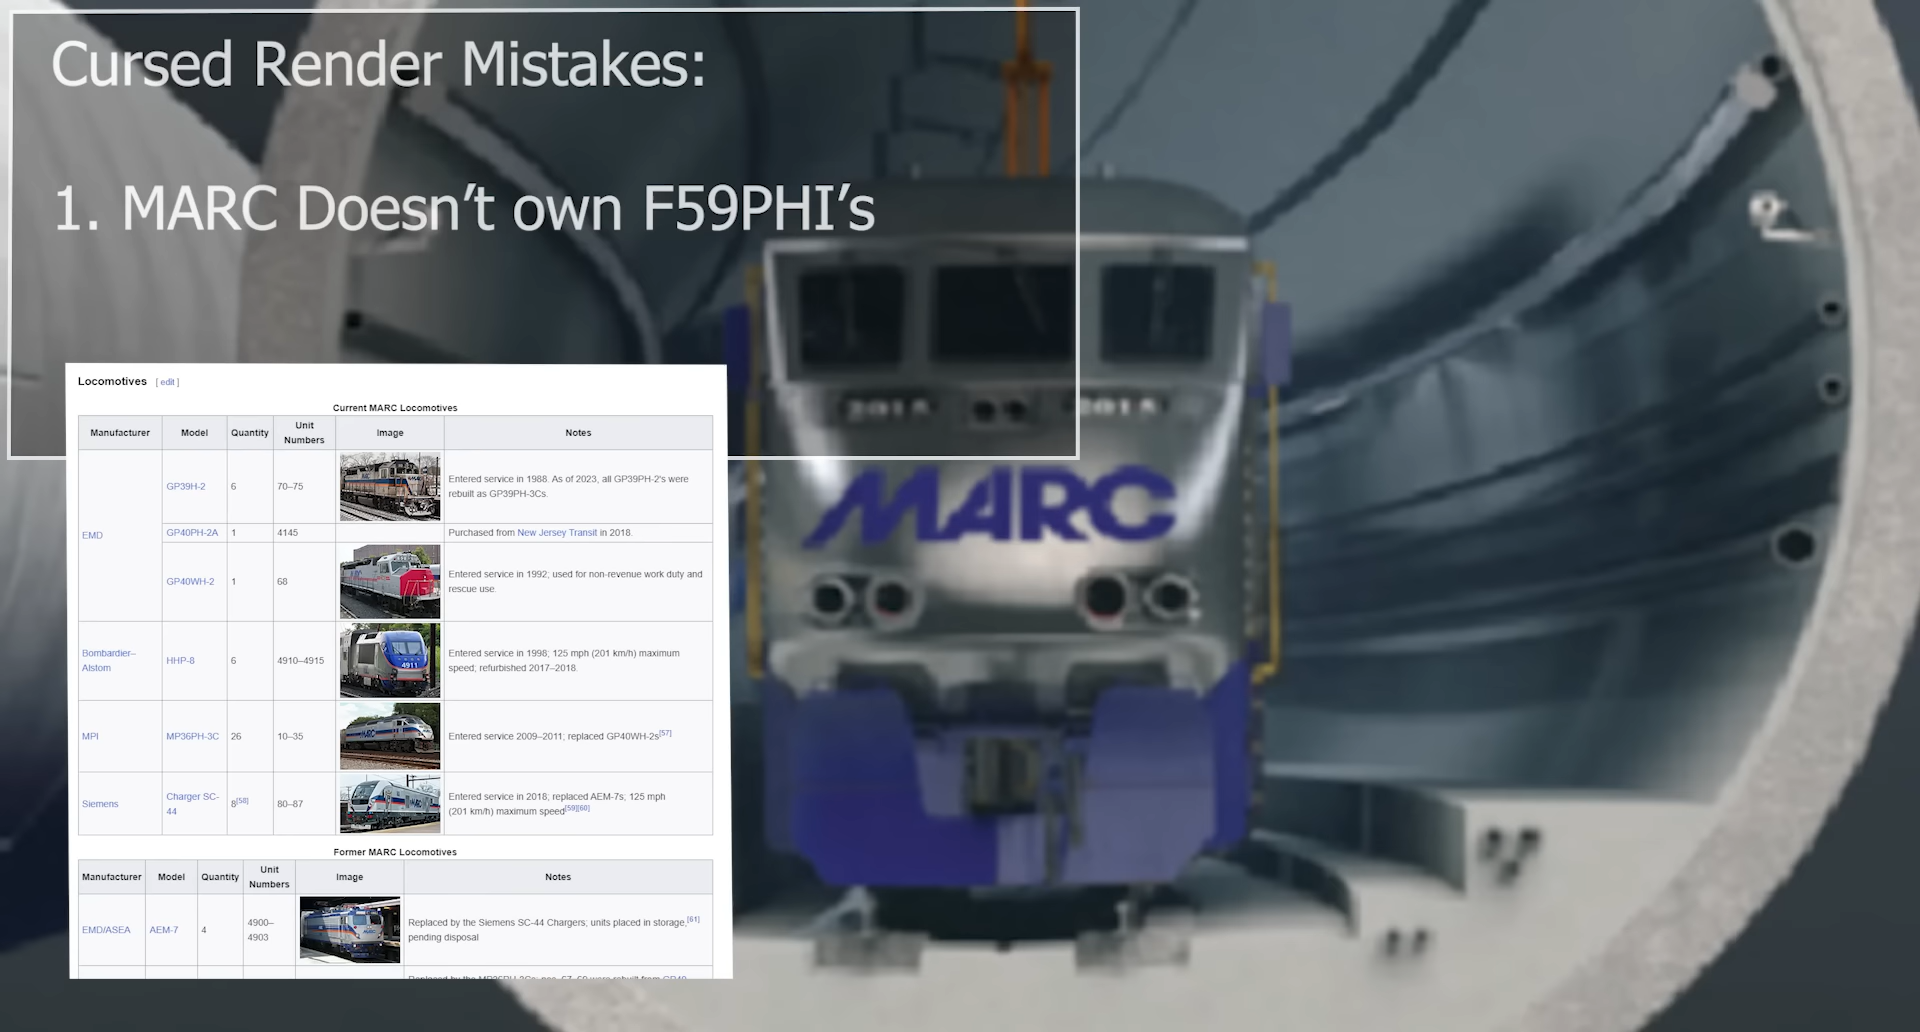 Cursed Render Mistakes:
1. MARC Doesn't own F59PHI's
2015 2015
MARC
Locomotives [ edit ]
Current MARC Locomotives
Manufacturer Model Quantity Unit Numbers Image Notes
EMD
GP39H-2 6 70–75 Entered service in 1988. As of 2023, all GP39PH-2's were
rebuilt as GP39PH-3Cs.
GP40PH-2A 1 4145 Purchased from New Jersey Transit in 2018.
GP40WH-2 1 68 Entered service in 1992; used for non-revenue work duty and
rescue use.
Bombardier–
Alstom
HHP-8 6 4910–4915 4911 Entered service in 1998; 125 mph (201 km/h) maximum
speed; refurbished 2017–2018.
MPI MP36PH-3C 26 10–35 MARC Entered service 2009–2011; replaced GP40WH-2s[57]
Siemens Charger SC-
44
8[58] 80–87 Entered service in 2018; replaced AEM-7s; 125 mph
(201 km/h) maximum speed[59][60]
Former MARC Locomotives
Manufacturer Model Quantity Unit Numbers Image Notes
EMD/ASEA AEM-7 4 4900–
4903
Replaced by the Siemens SC-44 Chargers; units placed in storage,[61]
pending disposal